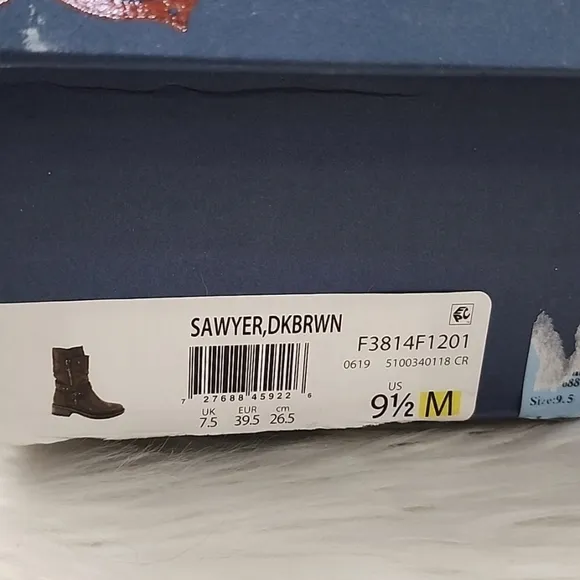 SAWYER,DKBRWN
F3814F1201
0619 5100340118 CR
7 27688 45922 6
UK EUR cm
7.5 39.5 26.5
US
9½ M
Size:9.5